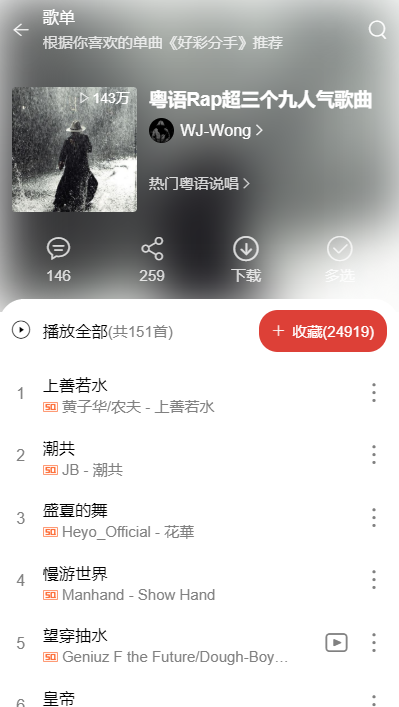 歌单
根据你喜欢的单曲《好彩分手》推荐
143万
粤语Rap超三个九人气歌曲
WJ-Wong
热门粤语说唱
146
259
下载
多选
播放全部(共151首)
+ 收藏(24919)
1
上善若水
SQ 黄子华/农夫 - 上善若水
2
潮共
SQ JB - 潮共
3
盛夏的舞
SQ Heyo_Official - 花華
4
慢游世界
SQ Manhand - Show Hand
5
望穿抽水
SQ Geniuz F the Future/Dough-Boy…
6
皇帝